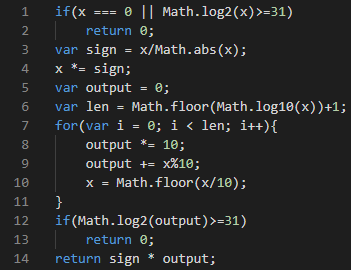 1 if(x === 0 || Math.log2(x)>=31)
2 return 0;
3 var sign = x/Math.abs(x);
4 x *= sign;
5 var output = 0;
6 var len = Math.floor(Math.log10(x))+1;
7 for(var i = 0; i < len; i++){
8 output *= 10;
9 output += x%10;
10 x = Math.floor(x/10);
11 }
12 if(Math.log2(output)>=31)
13 return 0;
14 return sign * output;